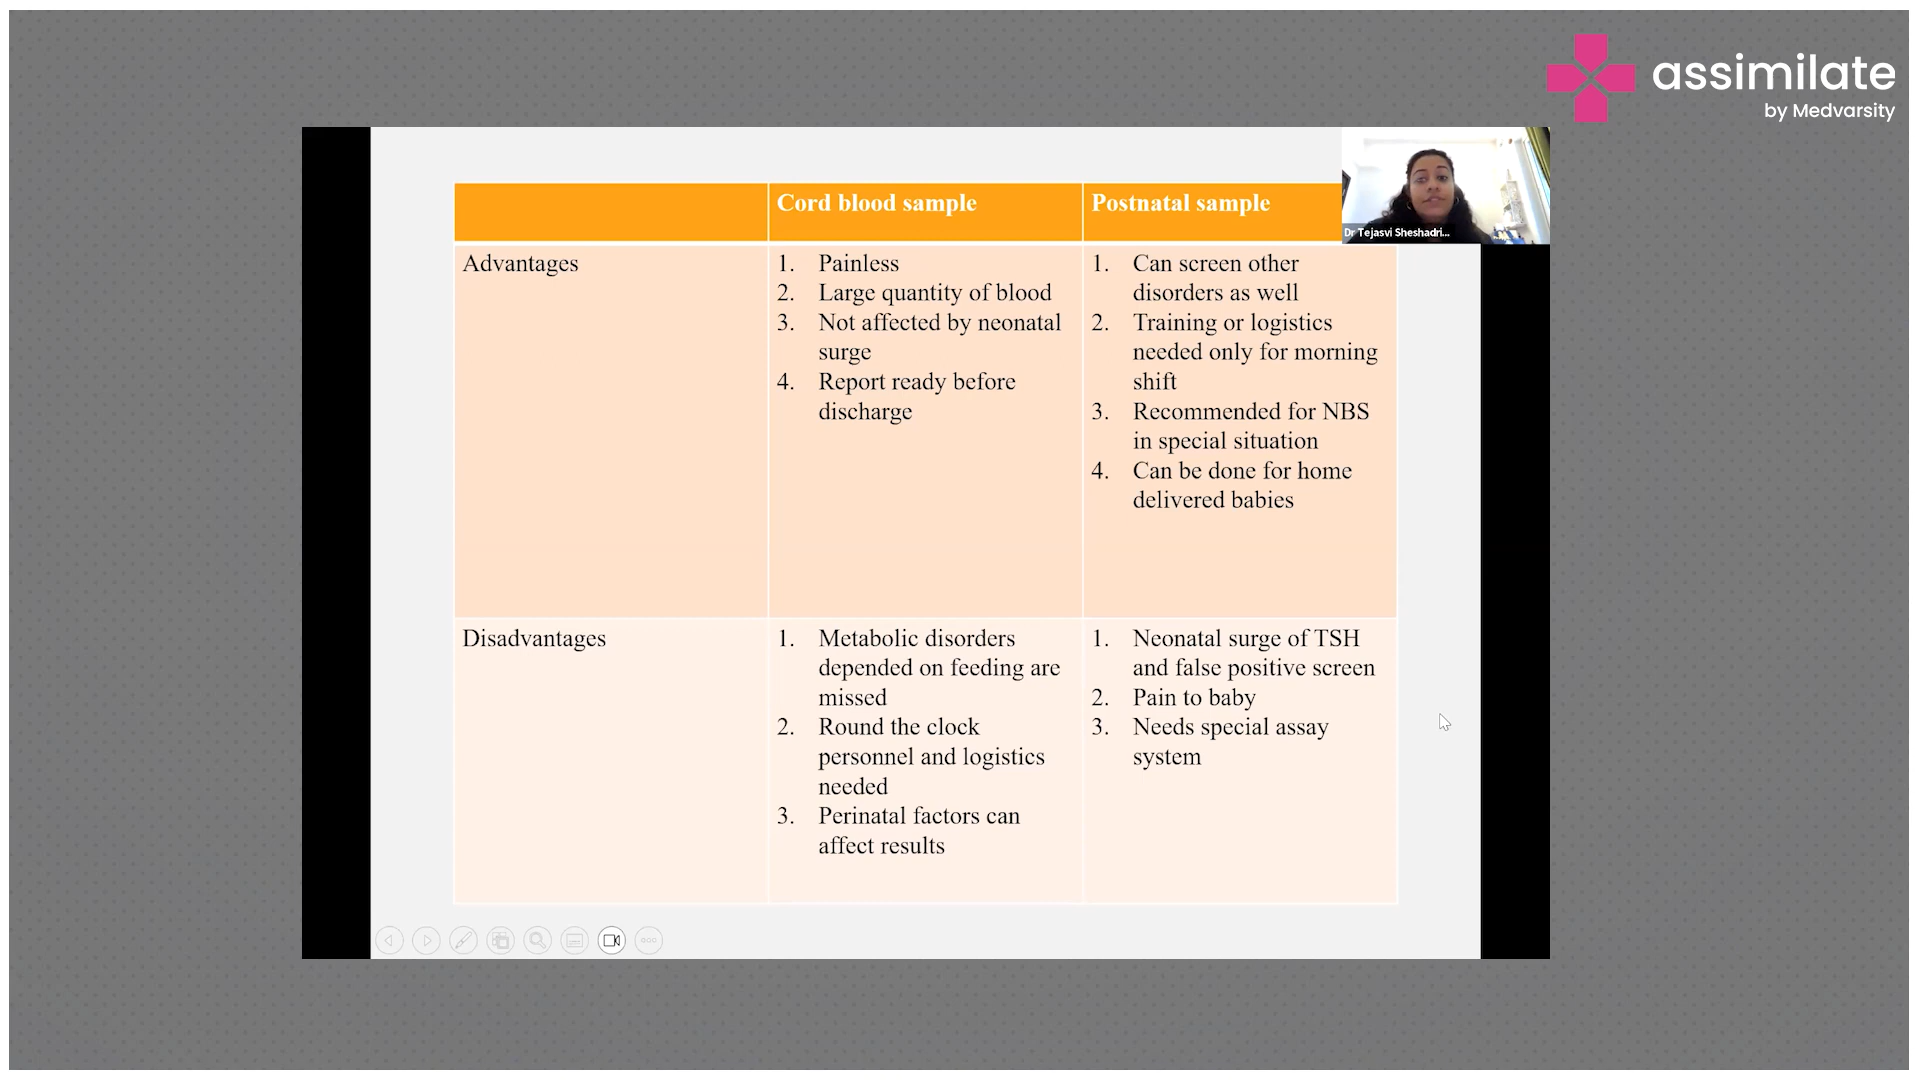 assimilate
by Medvarsity
Dr Tejasvi Sheshadri...
Cord blood sample
Postnatal sample
Advantages
1. Painless
2. Large quantity of blood
3. Not affected by neonatal
surge
4. Report ready before
discharge
1. Can screen other
disorders as well
2. Training or logistics
needed only for morning
shift
3. Recommended for NBS
in special situation
4. Can be done for home
delivered babies
Disadvantages
1. Metabolic disorders
depended on feeding are
missed
2. Round the clock
personnel and logistics
needed
3. Perinatal factors can
affect results
1. Neonatal surge of TSH
and false positive screen
2. Pain to baby
3. Needs special assay
system